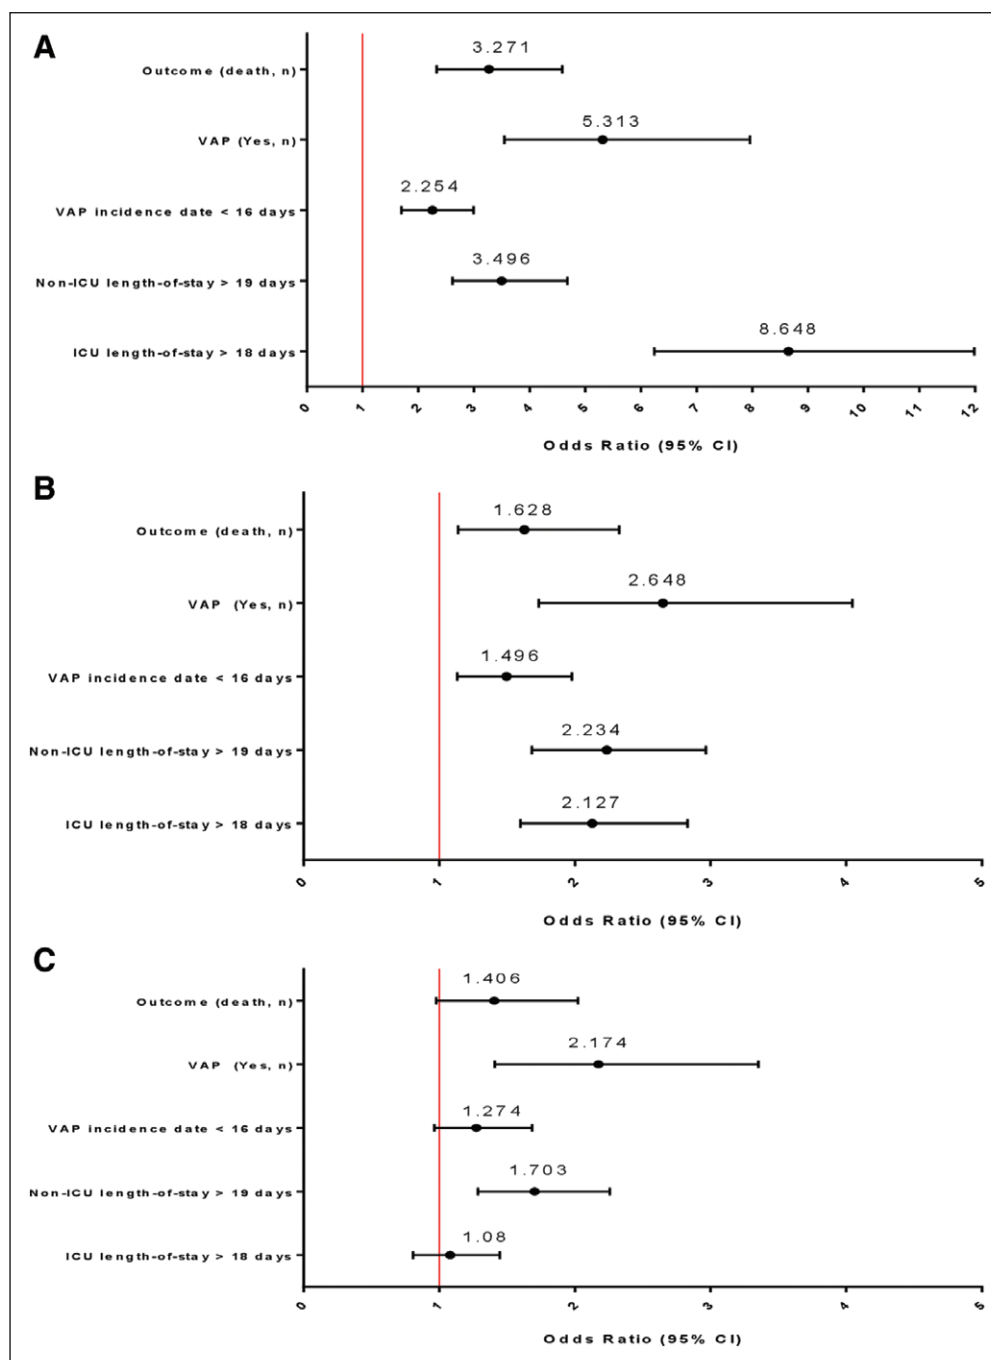 A
3.271
Outcome (death, n)
5.313
VAP (Yes, n)
2.254
VAP incidence date < 16 days
3.496
Non-ICU length-of-stay > 19 days
8.648
ICU length-of-stay > 18 days
0 1 2 3 4 5 6 7 8 9 10 11 12
Odds Ratio (95% CI)
B
1.628
Outcome (death, n)
2.648
VAP (Yes, n)
1.496
VAP incidence date < 16 days
2.234
Non-ICU length-of-stay > 19 days
2.127
ICU length-of-stay > 18 days
0 1 2 3 4 5
Odds Ratio (95% CI)
C
1.406
Outcome (death, n)
2.174
VAP (Yes, n)
1.274
VAP incidence date < 16 days
1.703
Non-ICU length-of-stay > 19 days
1.08
ICU length-of-stay > 18 days
0 1 2 3 4 5
Odds Ratio (95% CI)